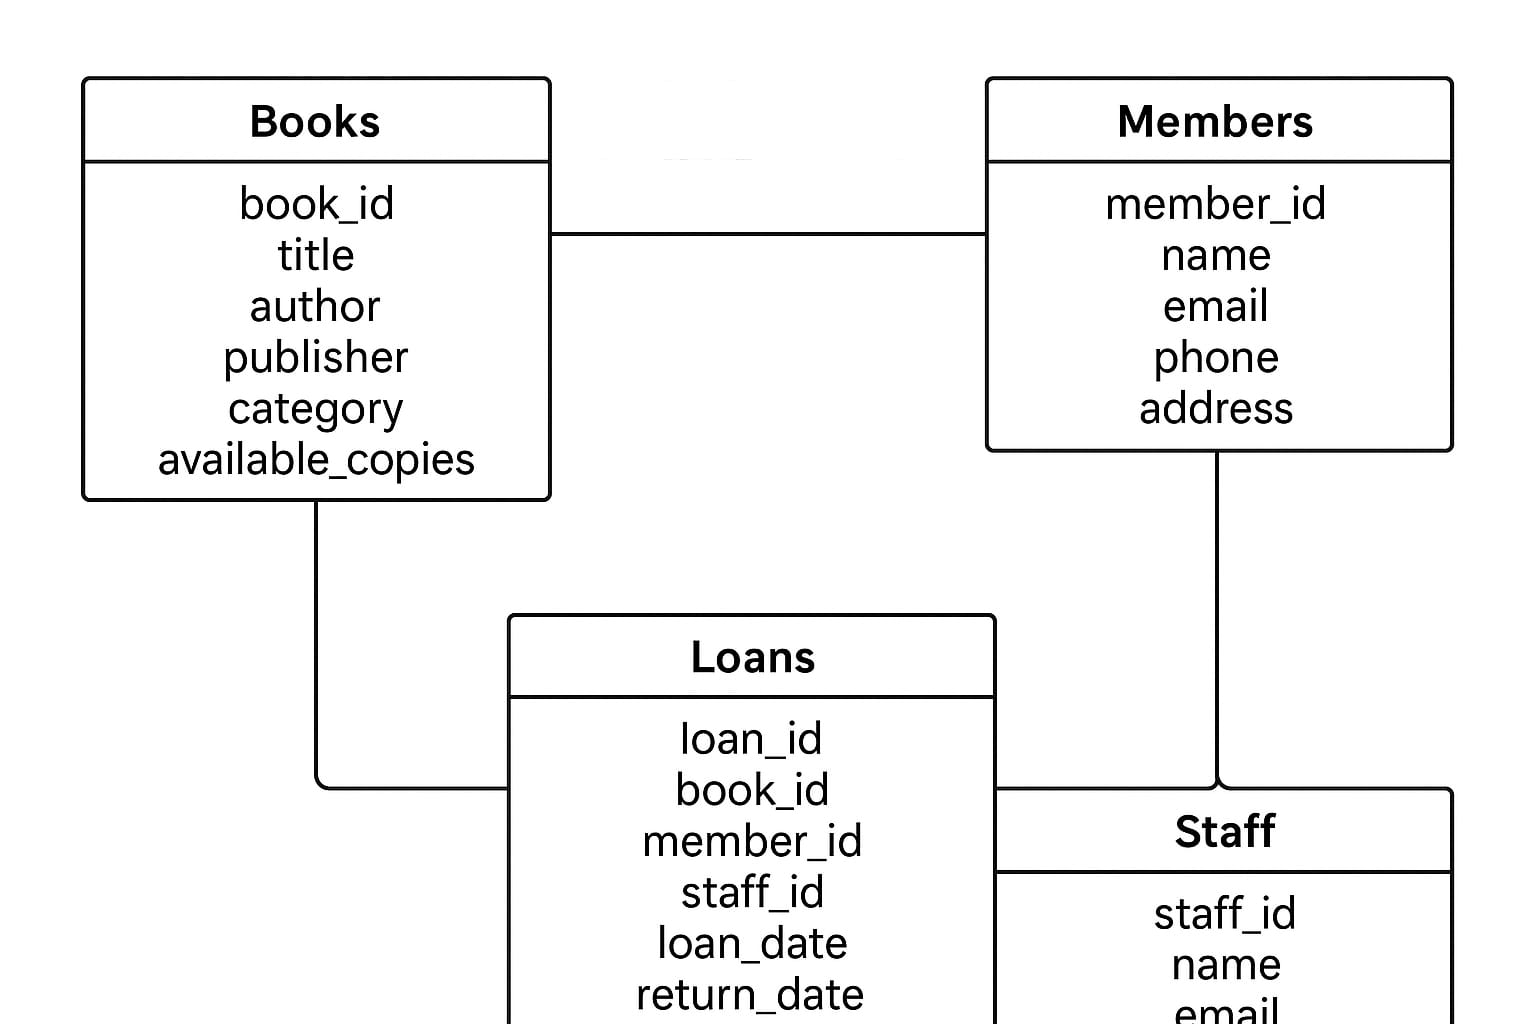 Books
book_id
title
author
publisher
category
available_copies
Members
member_id
name
email
phone
address
Loans
loan_id
book_id
member_id
staff_id
loan_date
return_date
Staff
staff_id
name
email